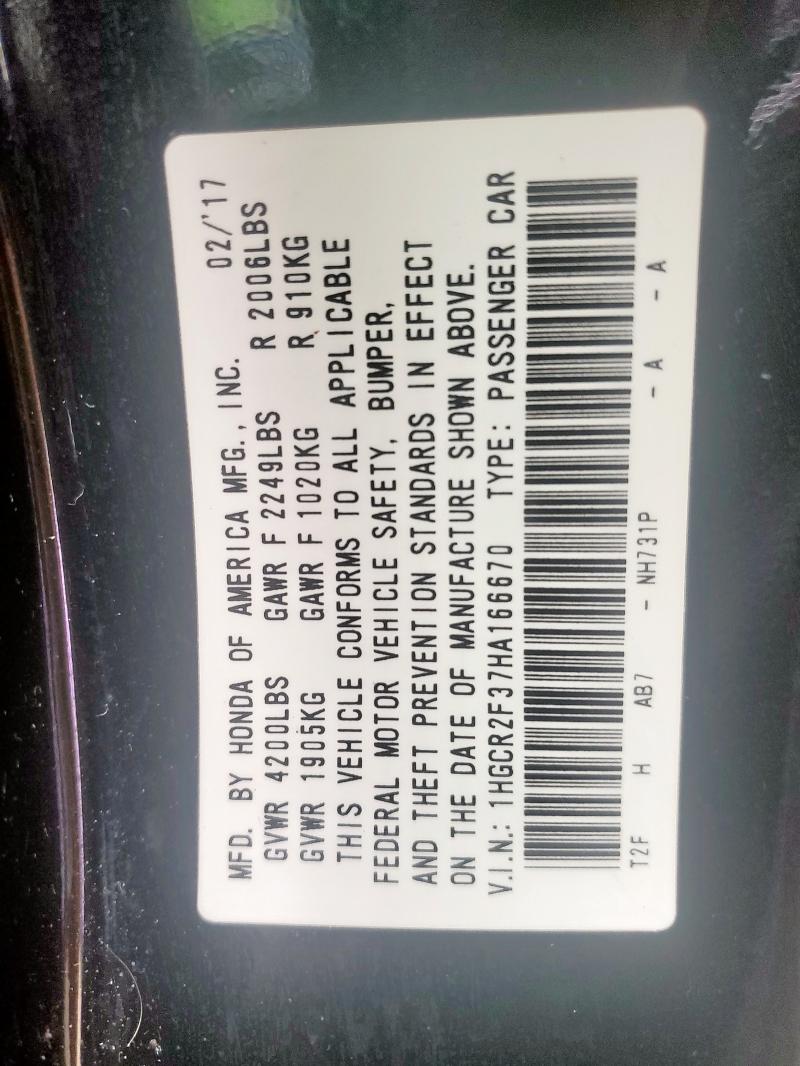 MFD. BY HONDA OF AMERICA MFG., INC. 02/'17
GVWR 4200LBS GAWR F 2249LBS R 2006LBS
GVWR 1905KG GAWR F 1020KG R 910KG
THIS VEHICLE CONFORMS TO ALL APPLICABLE
FEDERAL MOTOR VEHICLE SAFETY, BUMPER,
AND THEFT PREVENTION STANDARDS IN EFFECT
ON THE DATE OF MANUFACTURE SHOWN ABOVE.
V.I.N.: 1HGCR2F37HA166670 TYPE: PASSENGER CAR
T2F H AB7 - NH731P - A - A